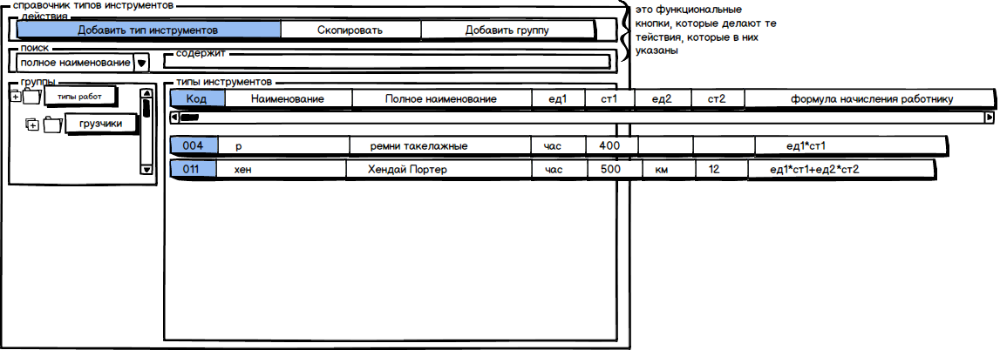 справочник типов инструментов
действия
Добавить тип инструментов Скопировать Добавить группу
это функциональные
кнопки, которые делают те
тействия, которые в них
указаны
поиск
полное наименование
содержит
группы
типы работ
грузчики
типы инструментов
Код Наименование Полное наименование ед1 ст1 ед2 ст2 формула начисления работнику
004 р ремни такелажные час 400 ед1*ст1
011 хен Хендай Портер час 500 км 12 ед1*ст1+ед2*ст2